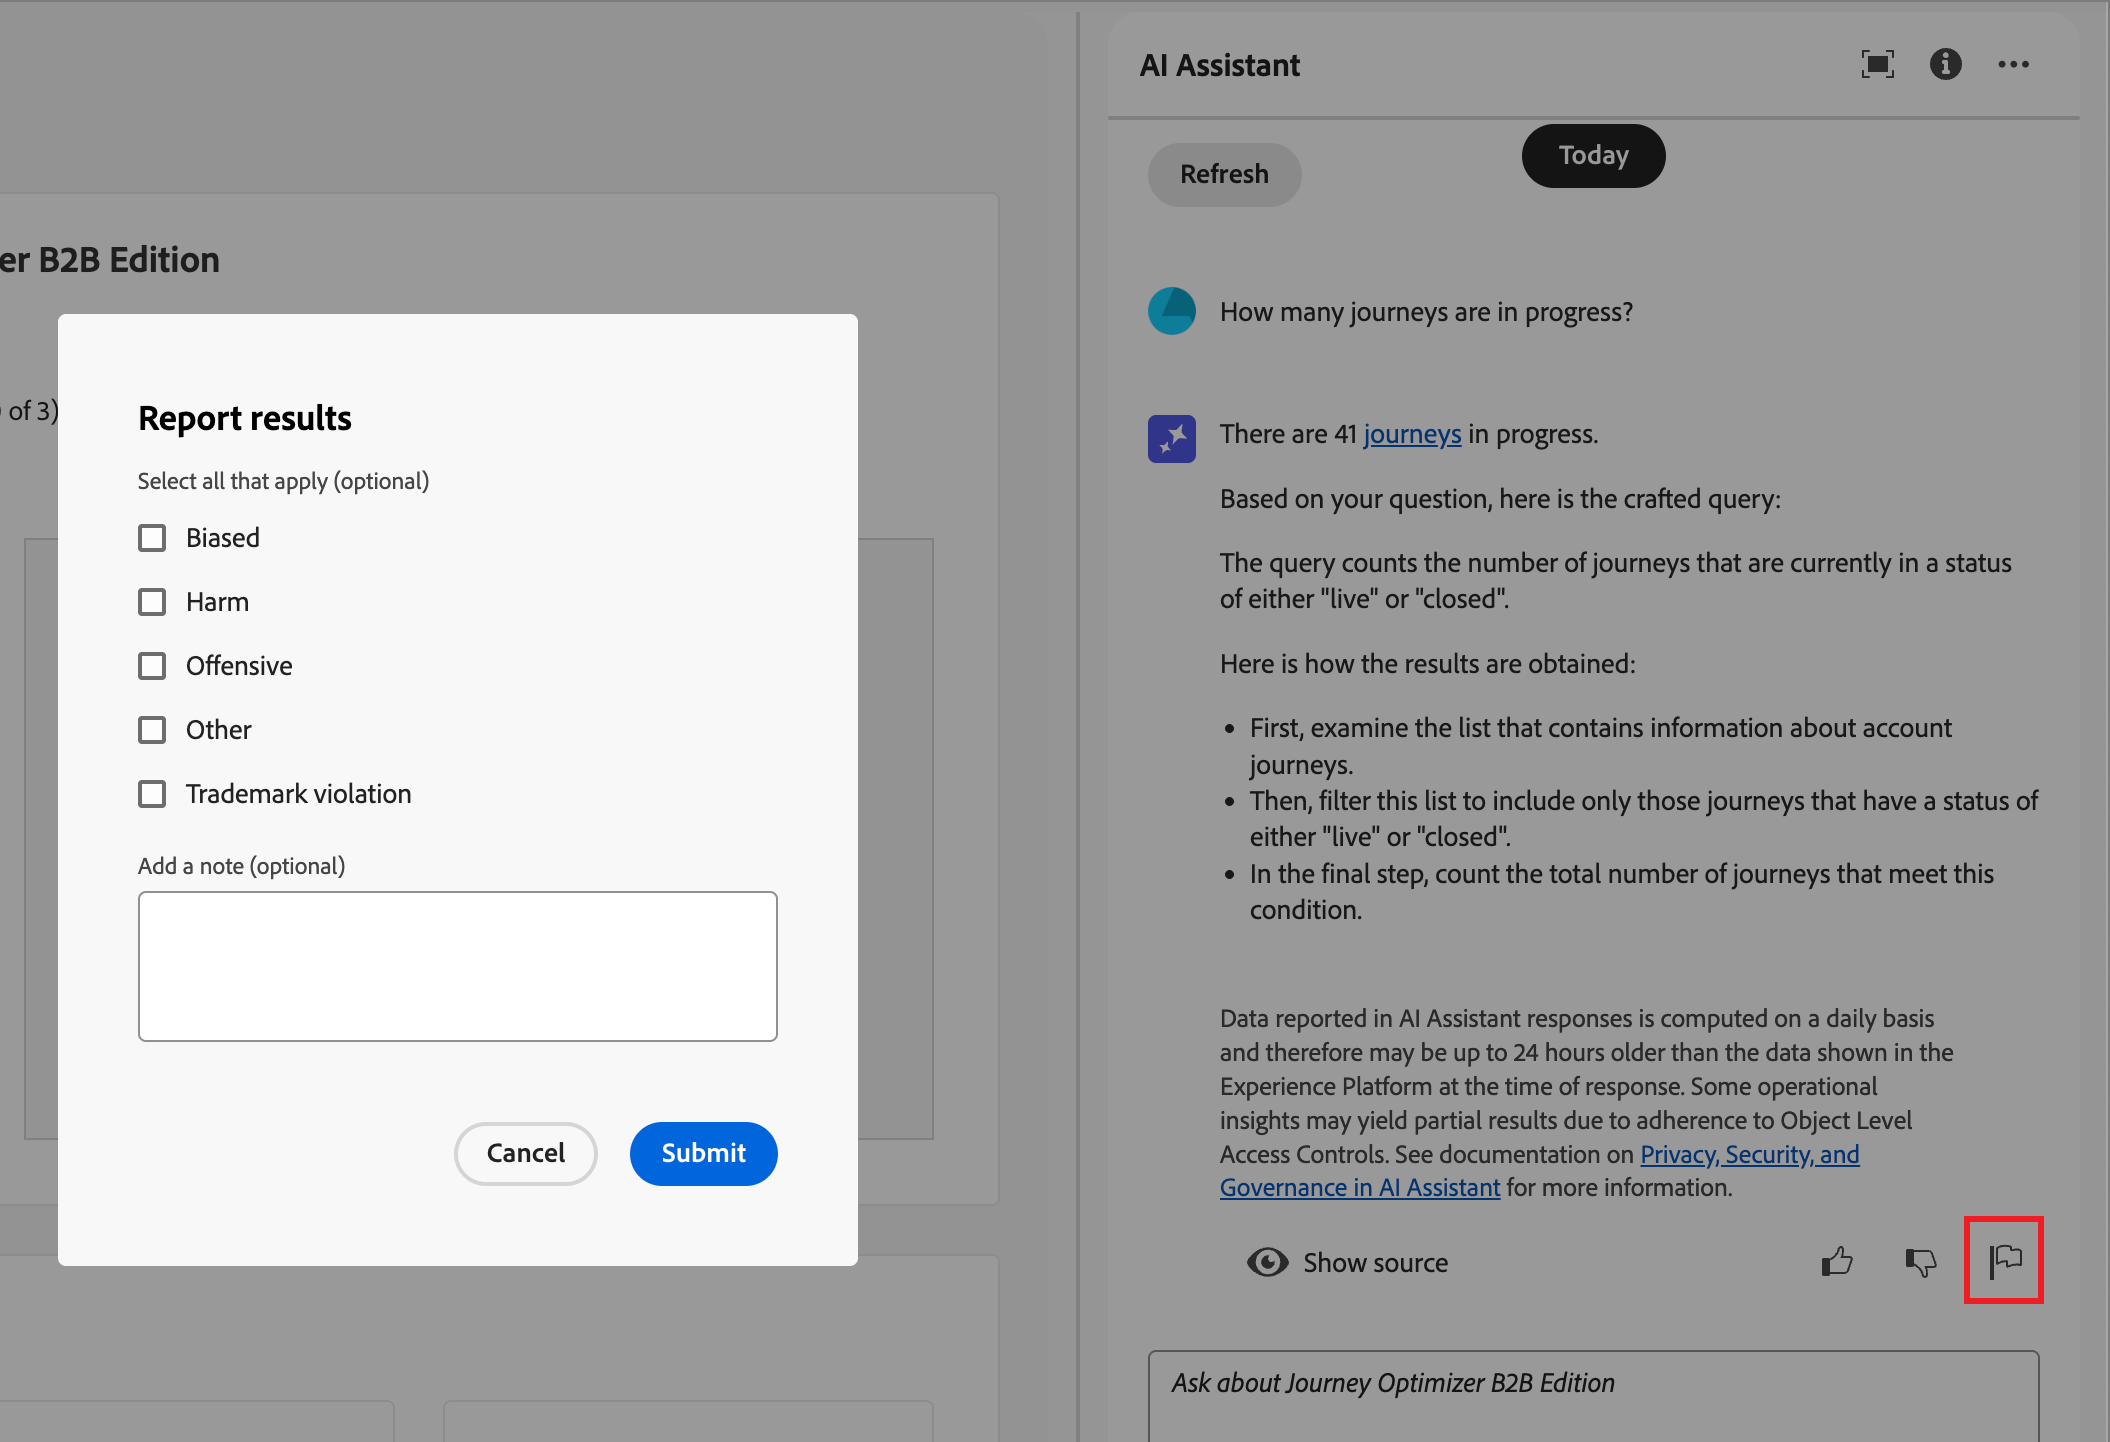 er B2B Edition
of 3)
Report results
Select all that apply (optional)
Biased
Harm
Offensive
Other
Trademark violation
Add a note (optional)
Cancel
Submit
AI Assistant
Refresh
Today
How many journeys are in progress?
There are 41 journeys in progress.
Based on your question, here is the crafted query:
The query counts the number of journeys that are currently in a status
of either "live" or "closed".
Here is how the results are obtained:
• First, examine the list that contains information about account
journeys.
• Then, filter this list to include only those journeys that have a status of
either "live" or "closed".
• In the final step, count the total number of journeys that meet this
condition.
Data reported in AI Assistant responses is computed on a daily basis
and therefore may be up to 24 hours older than the data shown in the
Experience Platform at the time of response. Some operational
insights may yield partial results due to adherence to Object Level
Access Controls. See documentation on Privacy, Security, and
Governance in AI Assistant for more information.
Show source
Ask about Journey Optimizer B2B Edition